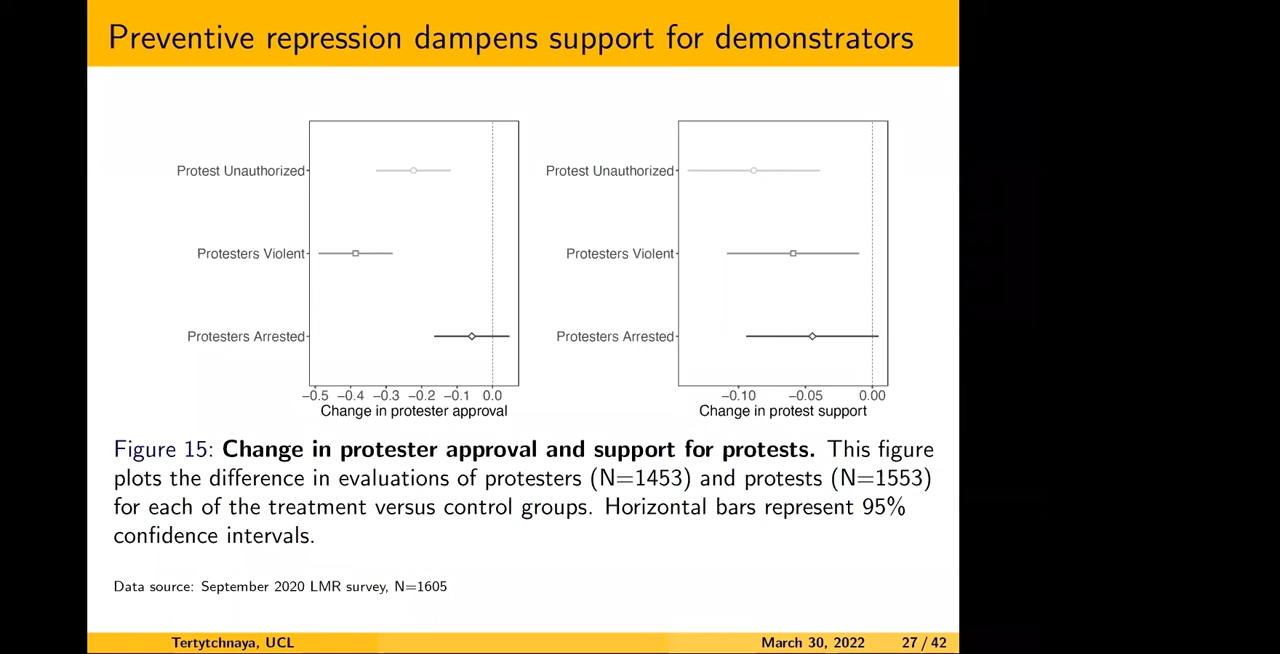 Preventive repression dampens support for demonstrators
Protest Unauthorized
Protesters Violent
Protesters Arrested
−0.5 −0.4 −0.3 −0.2 −0.1 0.0
Change in protester approval
Protest Unauthorized
Protesters Violent
Protesters Arrested
−0.10 −0.05 0.00
Change in protest support
Figure 15: Change in protester approval and support for protests. This figure
plots the difference in evaluations of protesters (N=1453) and protests (N=1553)
for each of the treatment versus control groups. Horizontal bars represent 95%
confidence intervals.
Data source: September 2020 LMR survey, N=1605
Tertytchnaya, UCL March 30, 2022 27 / 42